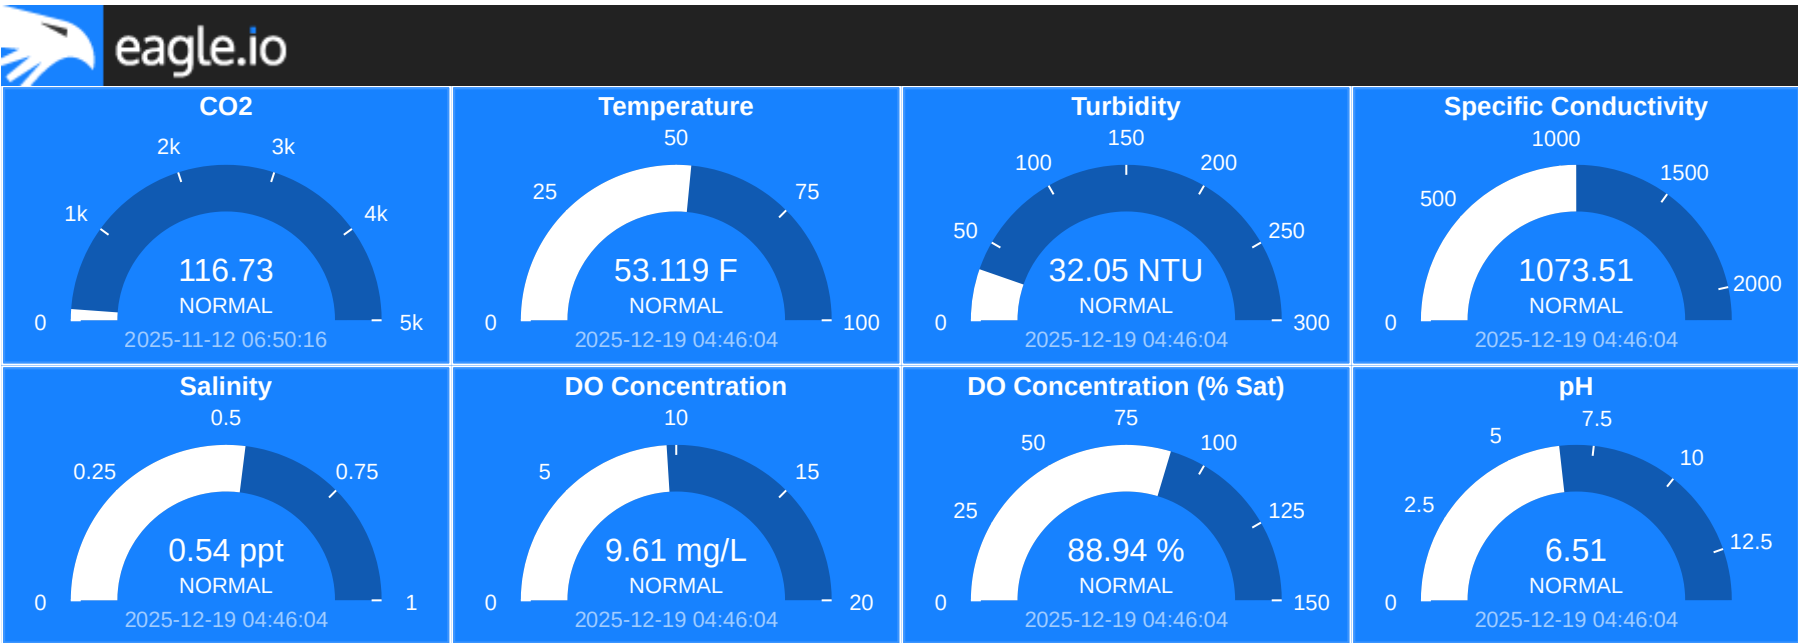 eagle.io
CO2
0
1k
2k
3k
4k
5k
116.73
NORMAL
2025-11-12 06:50:16
Temperature
0
25
50
75
100
53.119 F
NORMAL
2025-12-19 04:46:04
Turbidity
0
50
100
150
200
250
300
32.05 NTU
NORMAL
2025-12-19 04:46:04
Specific Conductivity
0
500
1000
1500
2000
1073.51
NORMAL
2025-12-19 04:46:04
Salinity
0
0.25
0.5
0.75
1
0.54 ppt
NORMAL
2025-12-19 04:46:04
DO Concentration
0
5
10
15
20
9.61 mg/L
NORMAL
2025-12-19 04:46:04
DO Concentration (% Sat)
0
25
50
75
100
125
150
88.94 %
NORMAL
2025-12-19 04:46:04
pH
0
2.5
5
7.5
10
12.5
6.51
NORMAL
2025-12-19 04:46:04